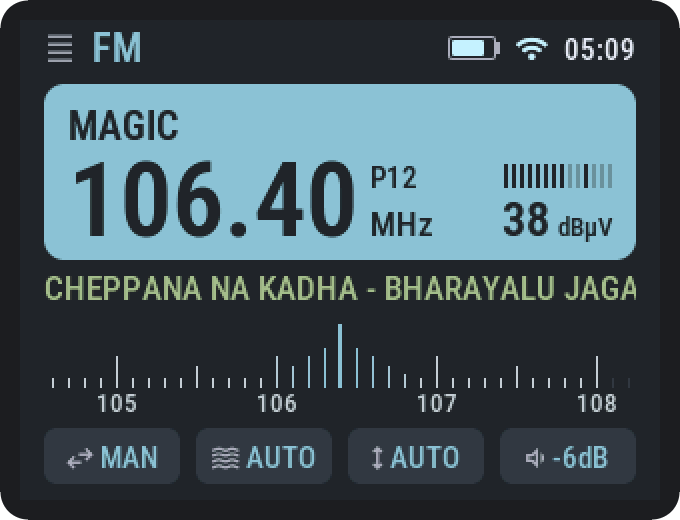 FM 05:09
MAGIC
106.40 P12 MHz
38 dBμV
CHEPPANA NA KADHA - BHARAYALU JAGA
105 106 107 108
MAN AUTO AUTO -6dB